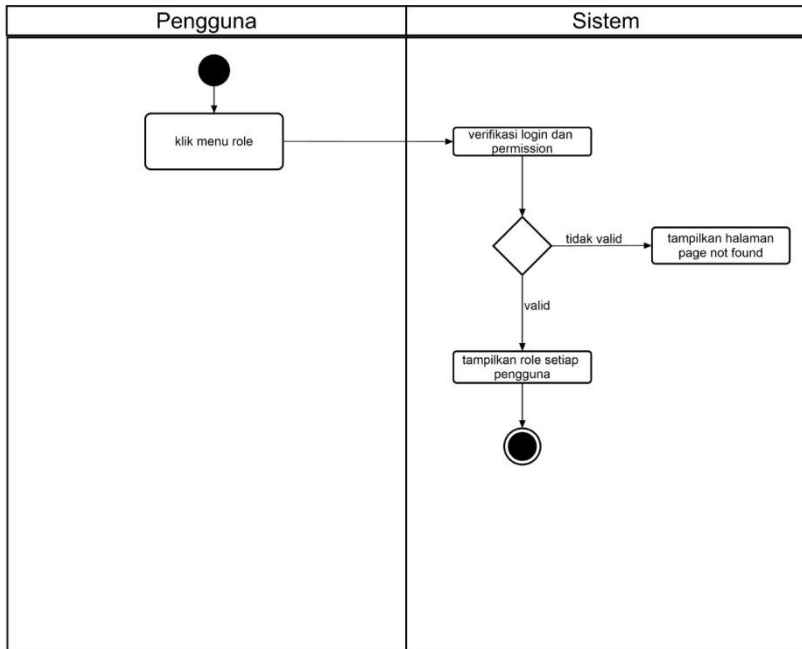 Pengguna
Sistem
klik menu role
verifikasi login dan
permission
tidak valid
tampilkan halaman
page not found
valid
tampilkan role setiap
pengguna